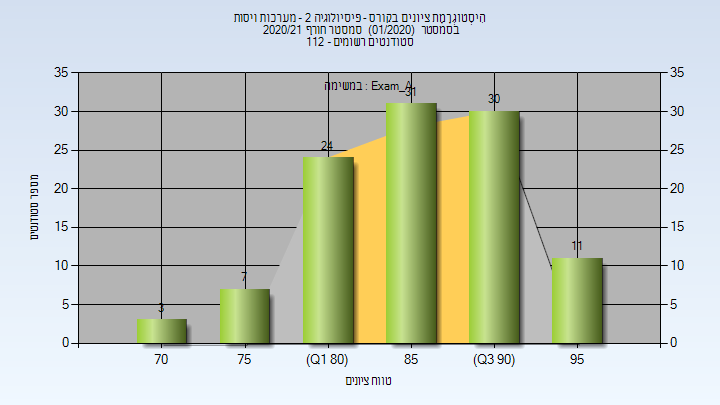 היסטוגרמת ציונים בקורס - פיסיולוגיה 2 - מערכות ויסות
בסמסטר (01/2020) סמסטר חורף 2020/21
סטודנטים רשומים - 112
במשימה : Exam_A
35 35
30 30
25 25
20 20
15 15
10 10
5 5
0 0
מספר סטודנטים
3 7 24 31 30 11
70 75 (Q1 80) 85 (Q3 90) 95
טווח ציונים